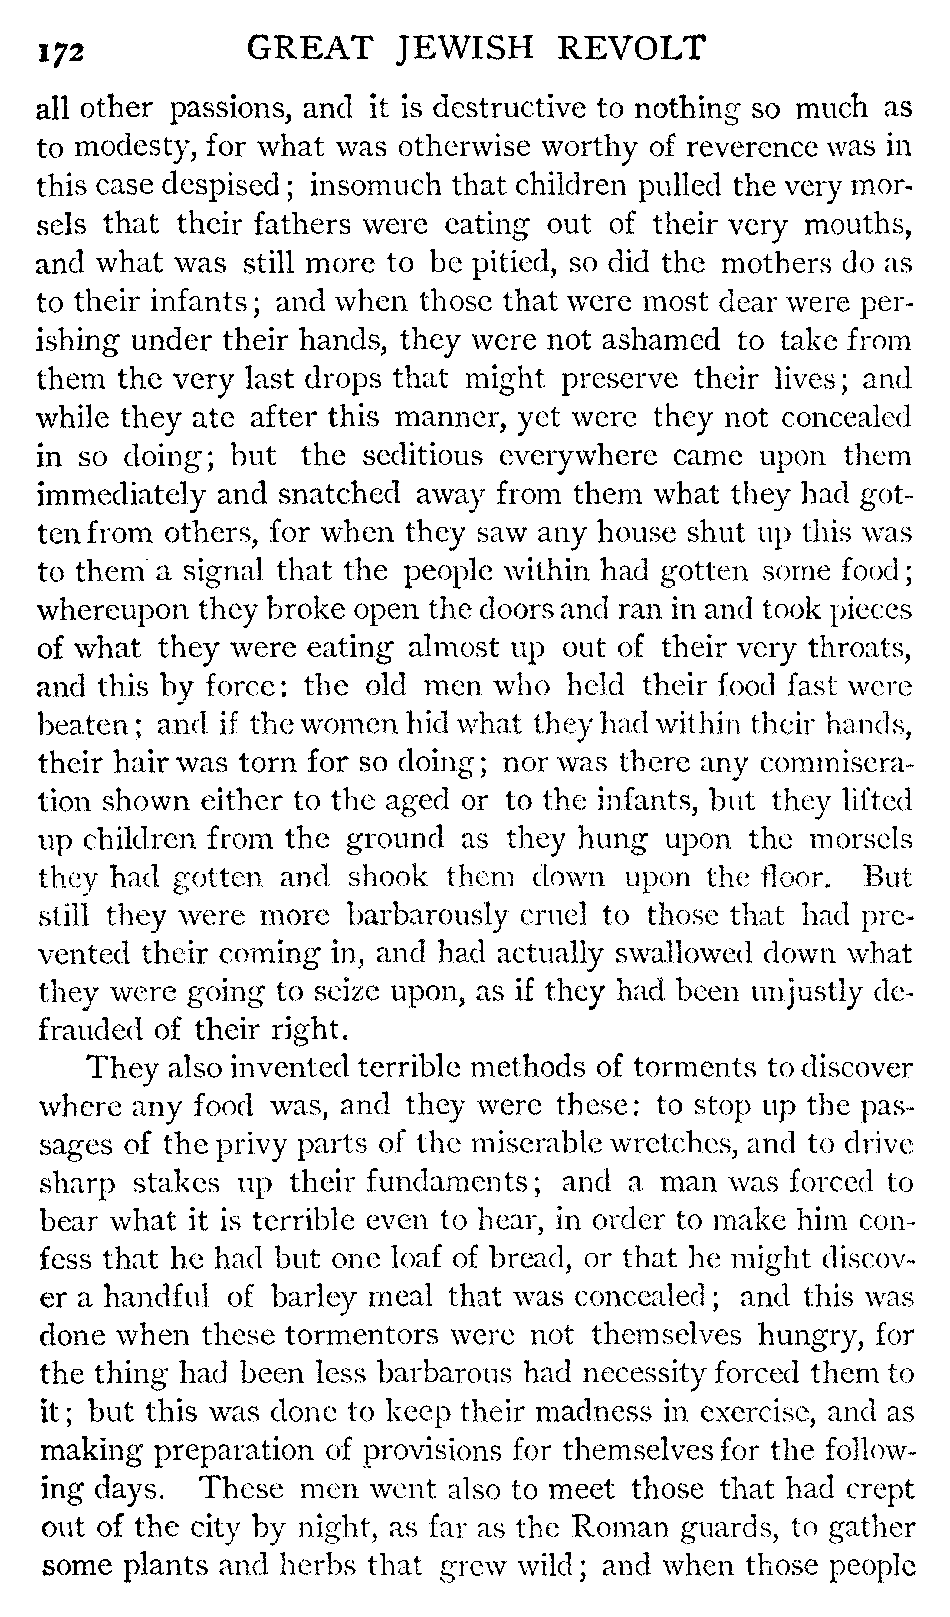 172 GREAT JEWISH REVOLT
all other passions, and it is destructive to nothing so much as
to modesty, for what was otherwise worthy of reverence was in
this case despised; insomuch that children pulled the very mor-
sels that their fathers were eating out of their very mouths,
and what was still more to be pitied, so did the mothers do as
to their infants; and when those that were most dear were per-
ishing under their hands, they were not ashamed to take from
them the very last drops that might preserve their lives; and
while they ate after this manner, yet were they not concealed
in so doing; but the seditious everywhere came upon them
immediately and snatched away from them what they had got-
ten from others, for when they saw any house shut up this was
to them a signal that the people within had gotten some food;
whereupon they broke open the doors and ran in and took pieces
of what they were eating almost up out of their very throats,
and this by force: the old men who held their food fast were
beaten; and if the women hid what they had within their hands,
their hair was torn for so doing; nor was there any commisera-
tion shown either to the aged or to the infants, but they lifted
up children from the ground as they hung upon the morsels
they had gotten and shook them down upon the floor. But
still they were more barbarously cruel to those that had pre-
vented their coming in, and had actually swallowed down what
they were going to seize upon, as if they had been unjustly de-
frauded of their right.
They also invented terrible methods of torments to discover
where any food was, and they were these: to stop up the pas-
sages of the privy parts of the miserable wretches, and to drive
sharp stakes up their fundaments; and a man was forced to
bear what it is terrible even to hear, in order to make him con-
fess that he had but one loaf of bread, or that he might discov-
er a handful of barley meal that was concealed; and this was
done when these tormentors were not themselves hungry, for
the thing had been less barbarous had necessity forced them to
it; but this was done to keep their madness in exercise, and as
making preparation of provisions for themselves for the follow-
ing days. These men went also to meet those that had crept
out of the city by night, as far as the Roman guards, to gather
some plants and herbs that grew wild; and when those people